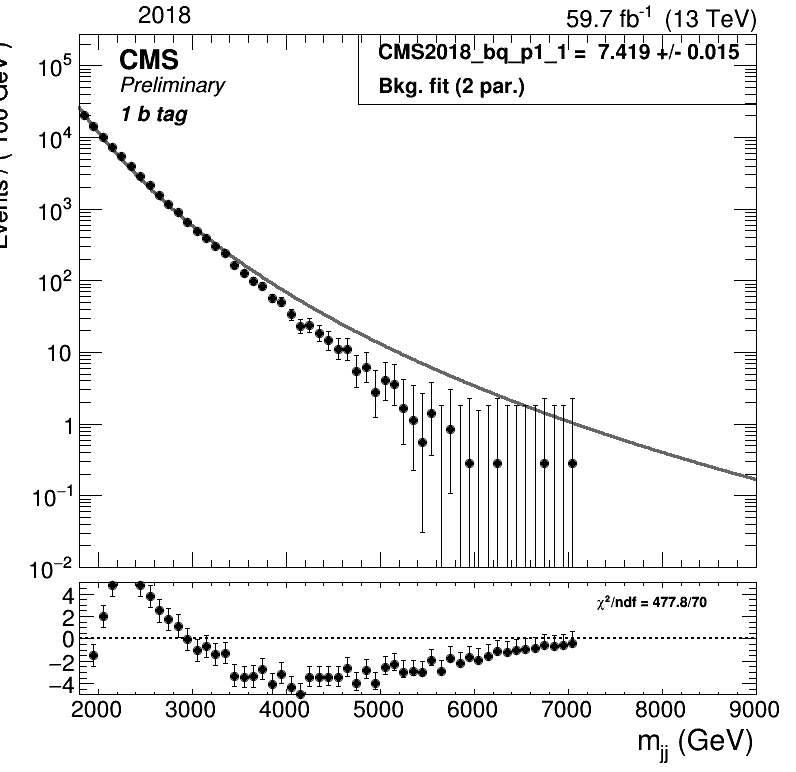 2018
59.7 fb⁻¹ (13 TeV)
CMS
Preliminary
1 b tag
CMS2018_bq_p1_1 = 7.419 +/- 0.015
Bkg. fit (2 par.)
10⁵
10⁴
10³
10²
10
1
10⁻¹
10⁻²
χ²/ndf = 477.8/70
4
2
0
−2
−4
2000 3000 4000 5000 6000 7000 8000 9000
m_jj (GeV)